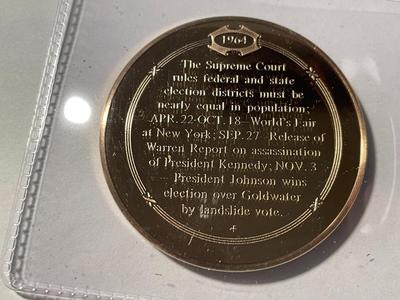 1964
The Supreme Court
rules federal and state
election districts must be
nearly equal in population;
APR. 22-OCT. 18—World's Fair
at New York; SEP. 27—Release of
Warren Report on assassination
of President Kennedy; NOV. 3
—President Johnson wins
election over Goldwater
by landslide vote.